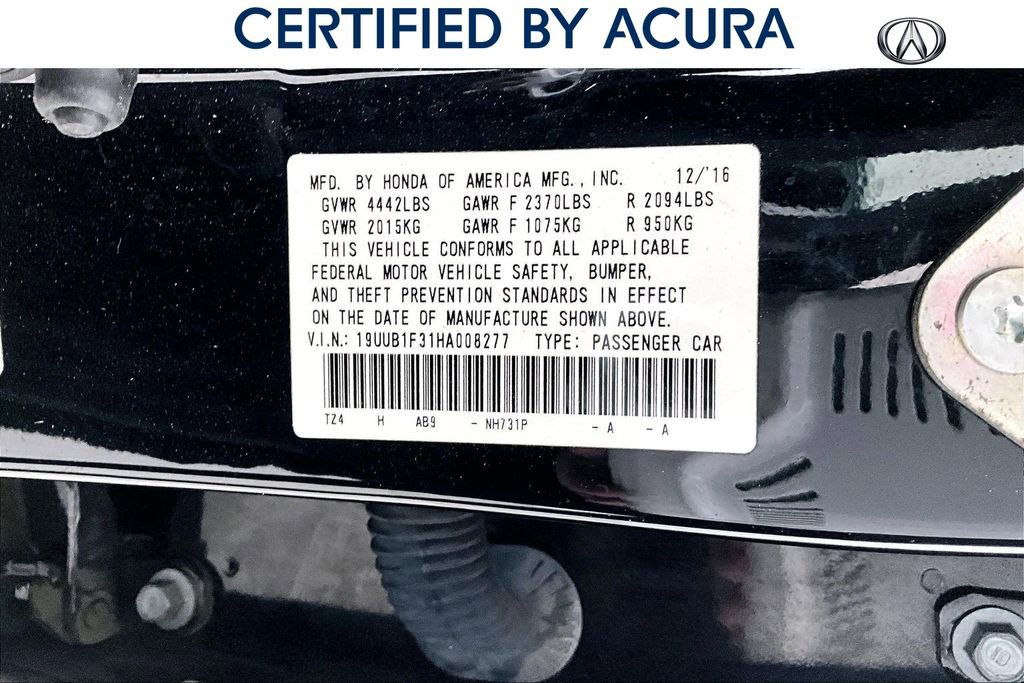 CERTIFIED BY ACURA
MFD. BY HONDA OF AMERICA MFG., INC. 12/'16
GVWR 4442LBS GAWR F 2370LBS R 2094LBS
GVWR 2015KG GAWR F 1075KG R 950KG
THIS VEHICLE CONFORMS TO ALL APPLICABLE
FEDERAL MOTOR VEHICLE SAFETY, BUMPER,
AND THEFT PREVENTION STANDARDS IN EFFECT
ON THE DATE OF MANUFACTURE SHOWN ABOVE.
V.I.N.: 19UUB1F31HA008277 TYPE: PASSENGER CAR
TZ4 H AB9 - NH731P - A - A